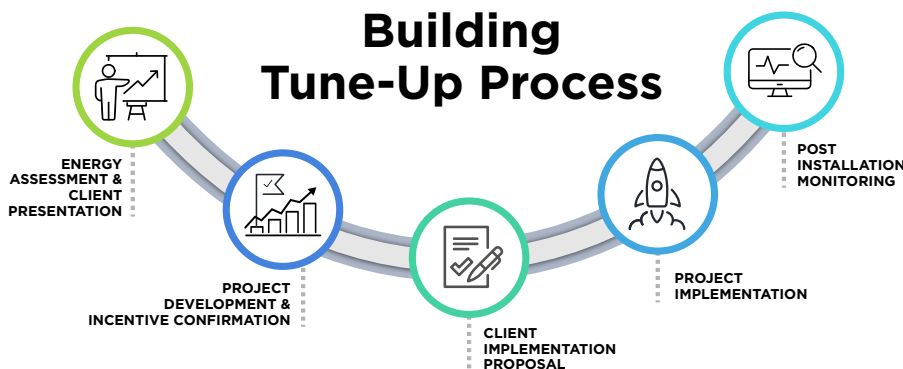 Building
Tune-Up Process
ENERGY
ASSESSMENT &
CLIENT
PRESENTATION
PROJECT
DEVELOPMENT &
INCENTIVE CONFIRMATION
CLIENT
IMPLEMENTATION
PROPOSAL
PROJECT
IMPLEMENTATION
POST
INSTALLATION
MONITORING